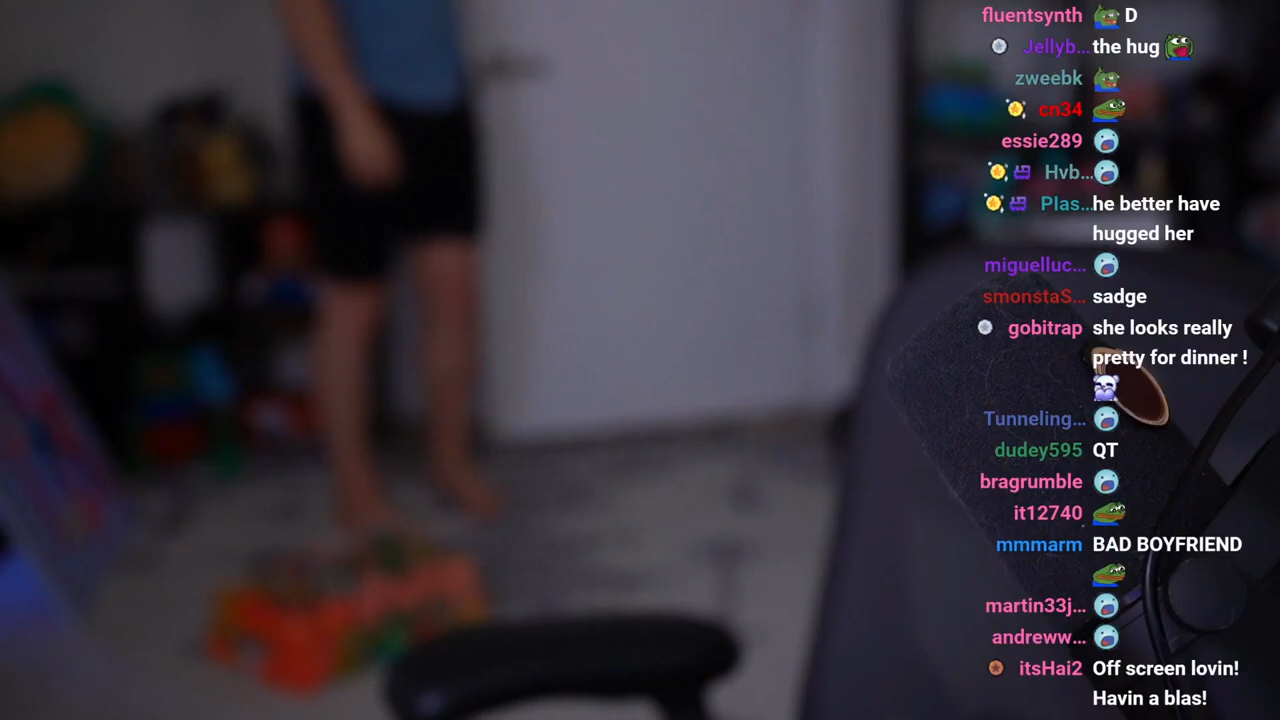 fluentsynth D
Jellyb... the hug
zweebk
cn34
essie289
Hvb...
Plas... he better have
hugged her
miguelluc...
smonstaS... sadge
gobitrap she looks really
pretty for dinner !
Tunneling...
dudey595 QT
bragrumble
it12740
mmmarm BAD BOYFRIEND
martin33j...
andreww...
itsHai2 Off screen lovin!
Havin a blas!